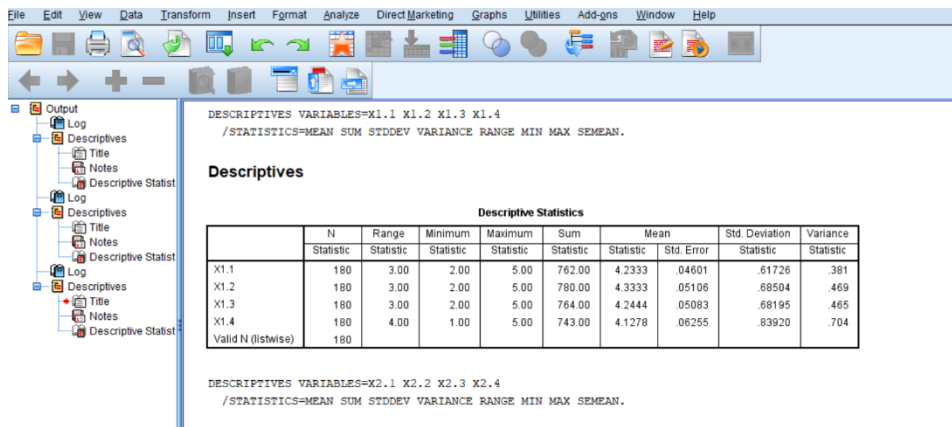 File Edit View Data Transform Insert Format Analyze Direct Marketing Graphs Utilities Add-ons Window Help
Output
Log
Descriptives
Title
Notes
Descriptive Statist
Log
Descriptives
Title
Notes
Descriptive Statist
Log
Descriptives
Title
Notes
Descriptive Statist
DESCRIPTIVES VARIABLES=X1.1 X1.2 X1.3 X1.4
/STATISTICS=MEAN SUM STDDEV VARIANCE RANGE MIN MAX SEMEAN.
Descriptives
Descriptive Statistics
N Range Minimum Maximum Sum Mean Std. Deviation Variance
Statistic Statistic Statistic Statistic Statistic Statistic Std. Error Statistic Statistic
X1.1 180 3.00 2.00 5.00 762.00 4.2333 .04601 .61726 .381
X1.2 180 3.00 2.00 5.00 780.00 4.3333 .05106 .68504 .469
X1.3 180 3.00 2.00 5.00 764.00 4.2444 .05083 .68195 .465
X1.4 180 4.00 1.00 5.00 743.00 4.1278 .06255 .83920 .704
Valid N (listwise) 180
DESCRIPTIVES VARIABLES=X2.1 X2.2 X2.3 X2.4
/STATISTICS=MEAN SUM STDDEV VARIANCE RANGE MIN MAX SEMEAN.